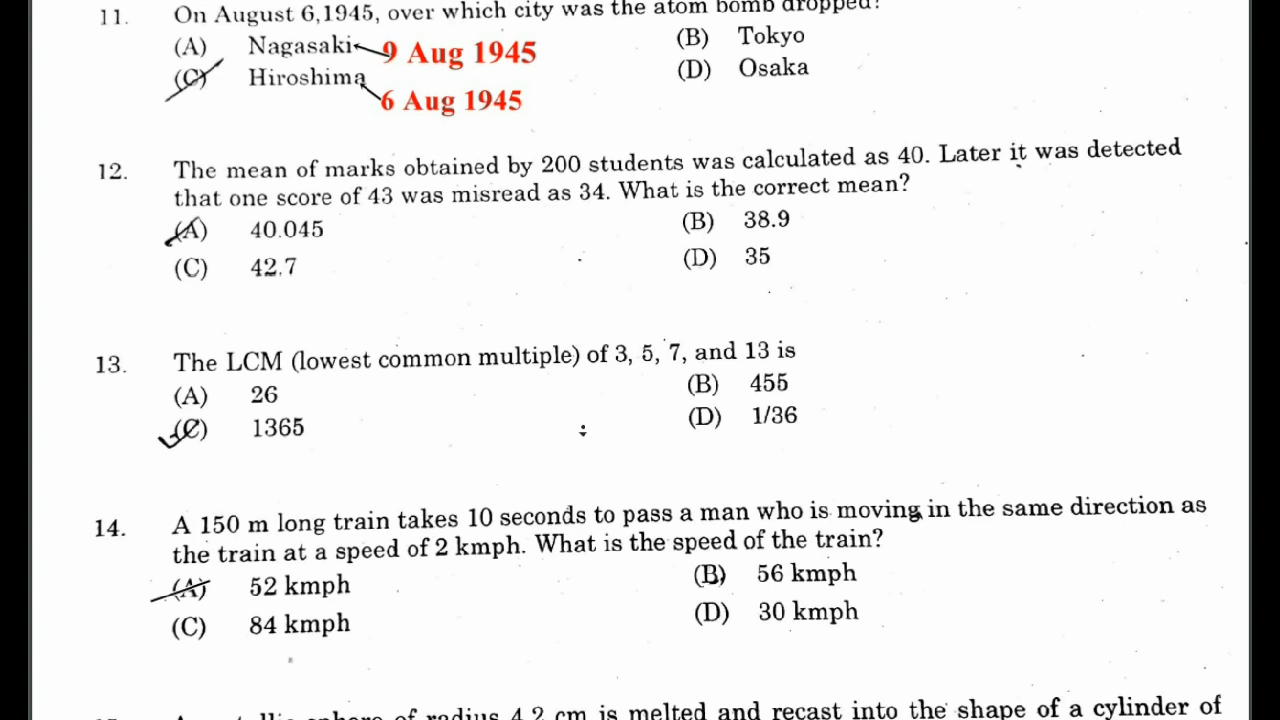 11. On August 6,1945, over which city was the atom bomb dropped?
(A) Nagasaki 9 Aug 1945 (B) Tokyo
(C) Hiroshima (D) Osaka
6 Aug 1945
12. The mean of marks obtained by 200 students was calculated as 40. Later it was detected
that one score of 43 was misread as 34. What is the correct mean?
(A) 40.045 (B) 38.9
(C) 42.7 (D) 35
13. The LCM (lowest common multiple) of 3, 5, 7, and 13 is
(A) 26 (B) 455
(C) 1365 (D) 1/36
14. A 150 m long train takes 10 seconds to pass a man who is moving in the same direction as
the train at a speed of 2 kmph. What is the speed of the train?
(A) 52 kmph (B) 56 kmph
(C) 84 kmph (D) 30 kmph
sphere of radius 4.2 cm is melted and recast into the shape of a cylinder of